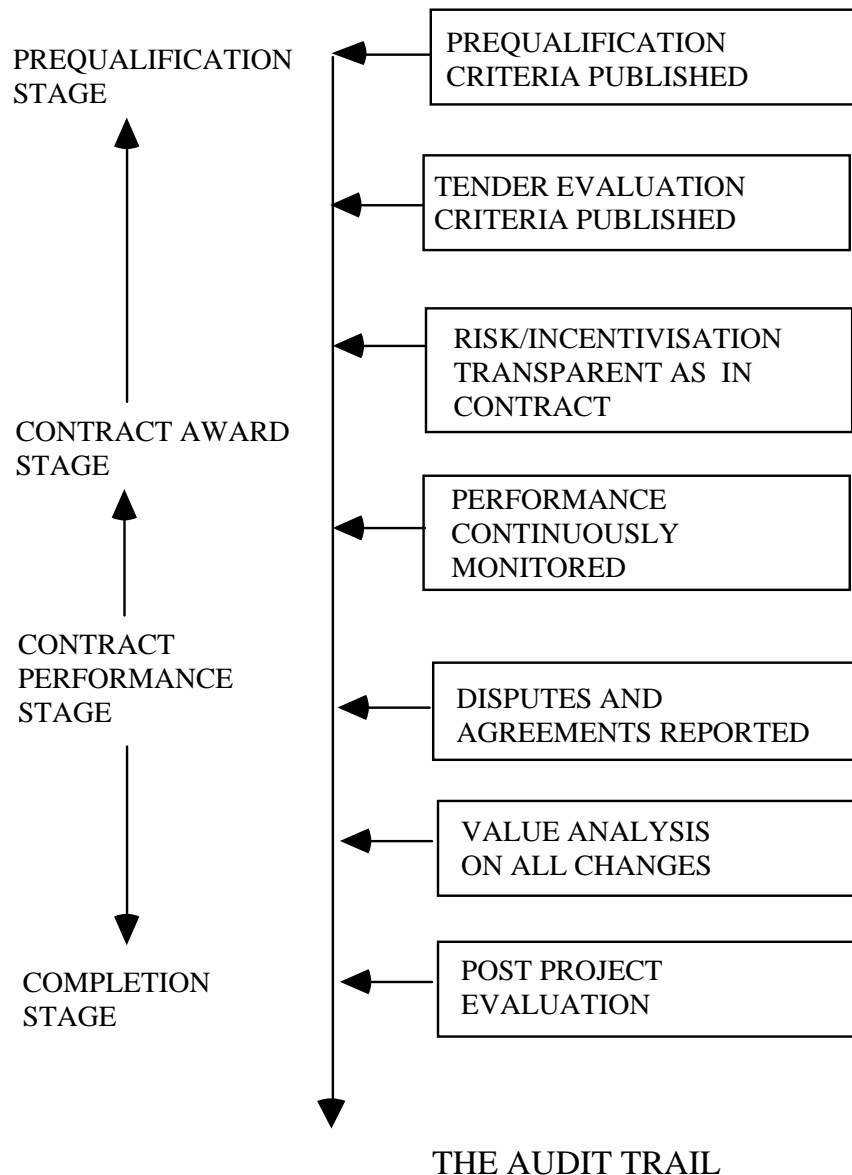 PREQUALIFICATION
STAGE
PREQUALIFICATION
CRITERIA PUBLISHED
TENDER EVALUATION
CRITERIA PUBLISHED
RISK/INCENTIVISATION
TRANSPARENT AS IN
CONTRACT
CONTRACT AWARD
STAGE
PERFORMANCE
CONTINUOUSLY
MONITORED
CONTRACT
PERFORMANCE
STAGE
DISPUTES AND
AGREEMENTS REPORTED
VALUE ANALYSIS
ON ALL CHANGES
COMPLETION
STAGE
POST PROJECT
EVALUATION
THE AUDIT TRAIL